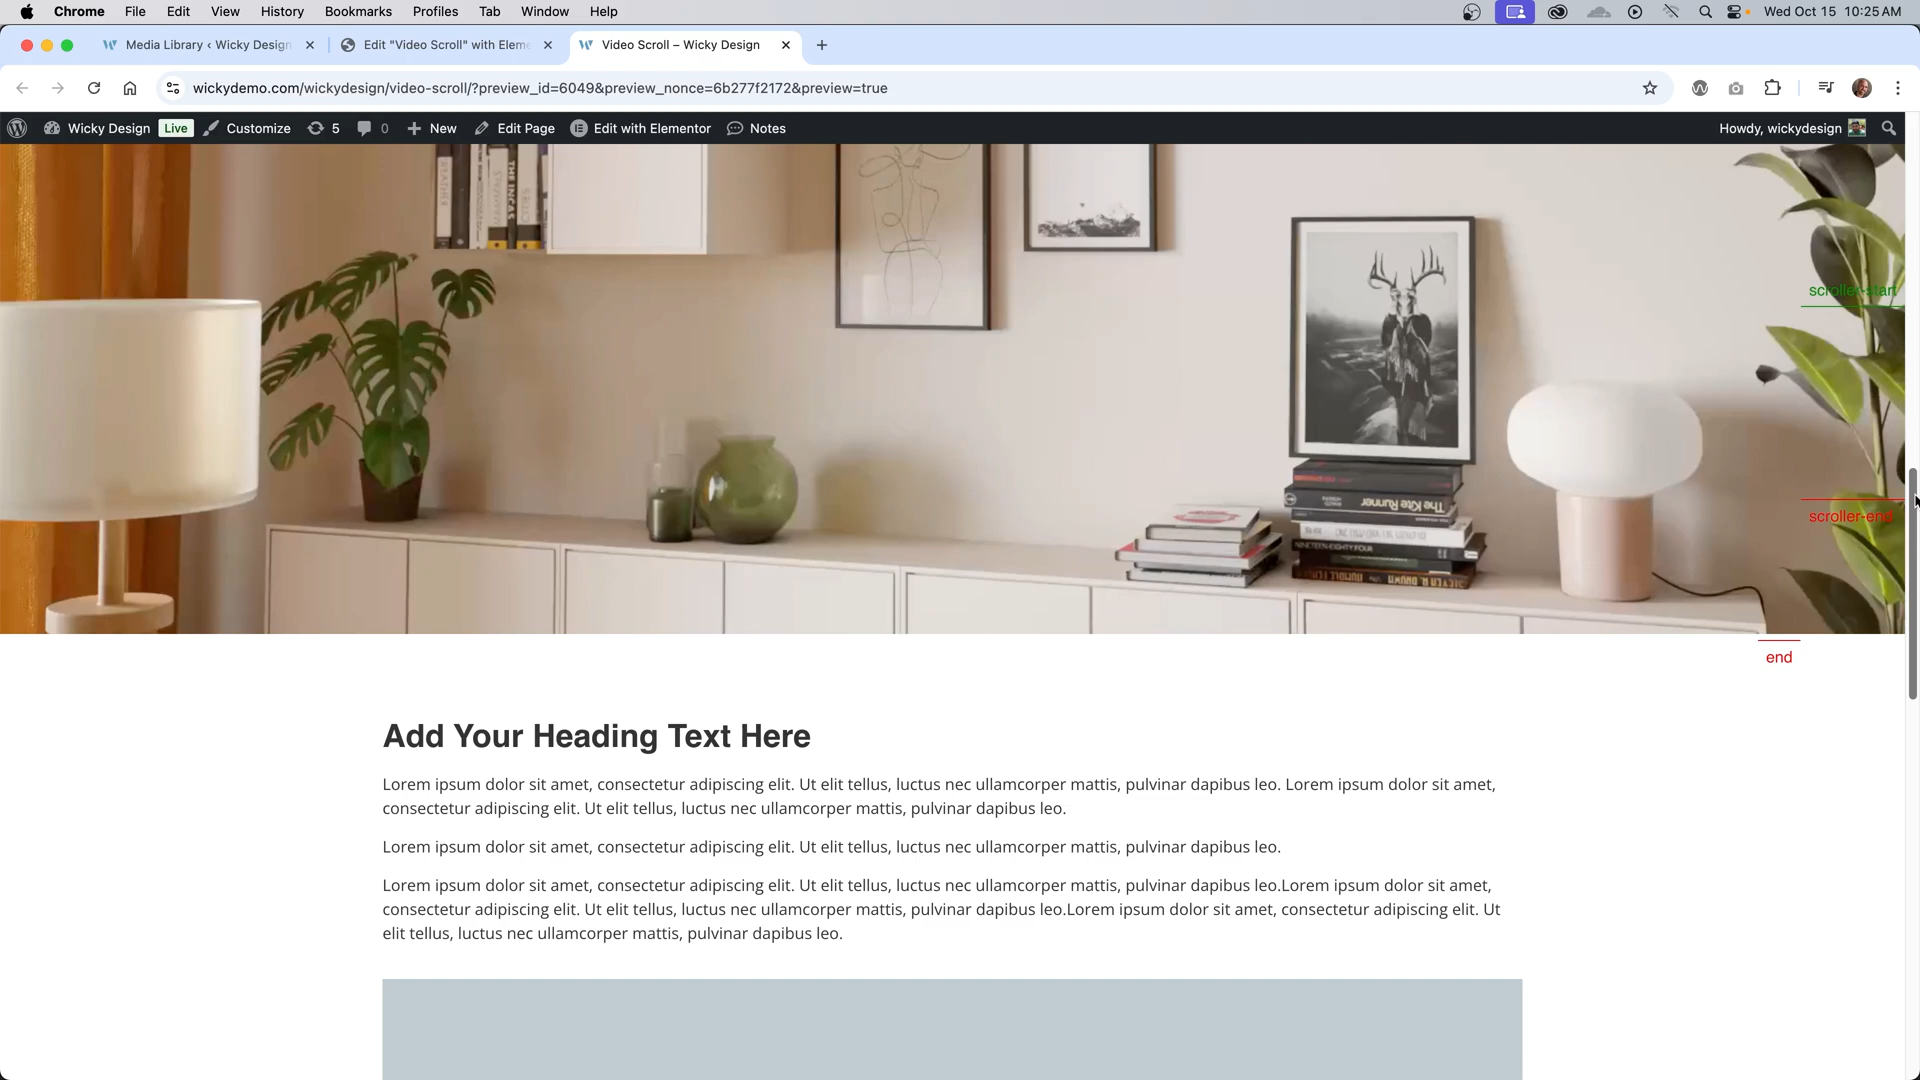 Chrome File Edit View History Bookmarks Profiles Tab Window Help Wed Oct 15 10:25 AM
Media Library ‹ Wicky Design Edit "Video Scroll" with Eleme Video Scroll – Wicky Design
wickydemo.com/wickydesign/video-scroll/?preview_id=6049&preview_nonce=6b277f2172&preview=true
Wicky Design Live Customize 5 0 New Edit Page Edit with Elementor Notes Howdy, wickydesign
THE INCAS
scroller-start
The Kite Runner
scroller-end
NINETEEN EIGHTY-FOUR
end
Add Your Heading Text Here
Lorem ipsum dolor sit amet, consectetur adipiscing elit. Ut elit tellus, luctus nec ullamcorper mattis, pulvinar dapibus leo. Lorem ipsum dolor sit amet,
consectetur adipiscing elit. Ut elit tellus, luctus nec ullamcorper mattis, pulvinar dapibus leo.
Lorem ipsum dolor sit amet, consectetur adipiscing elit. Ut elit tellus, luctus nec ullamcorper mattis, pulvinar dapibus leo.
Lorem ipsum dolor sit amet, consectetur adipiscing elit. Ut elit tellus, luctus nec ullamcorper mattis, pulvinar dapibus leo.Lorem ipsum dolor sit amet,
consectetur adipiscing elit. Ut elit tellus, luctus nec ullamcorper mattis, pulvinar dapibus leo.Lorem ipsum dolor sit amet, consectetur adipiscing elit. Ut
elit tellus, luctus nec ullamcorper mattis, pulvinar dapibus leo.